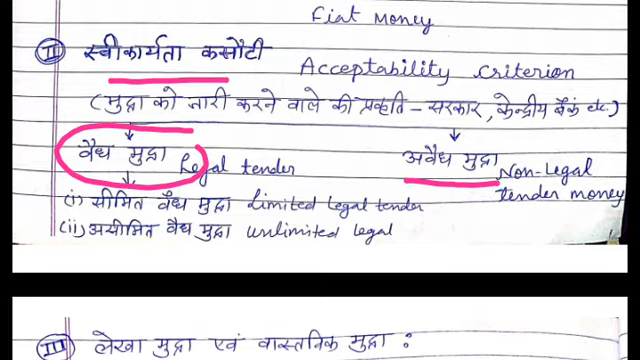 Fiat Money
(II) स्वीकार्यता कसौटी Acceptability Criterion
(मुद्रा को जारी करने वाले की प्रकृति - सरकार, केन्द्रीय बैंक etc.)
वैध मुद्रा Legal tender अवैध मुद्रा Non-Legal tender money
(i) सीमित वैध मुद्रा Limited legal tender
(ii) असीमित वैध मुद्रा Unlimited legal
(III) लेखा मुद्रा एवं वास्तविक मुद्रा :